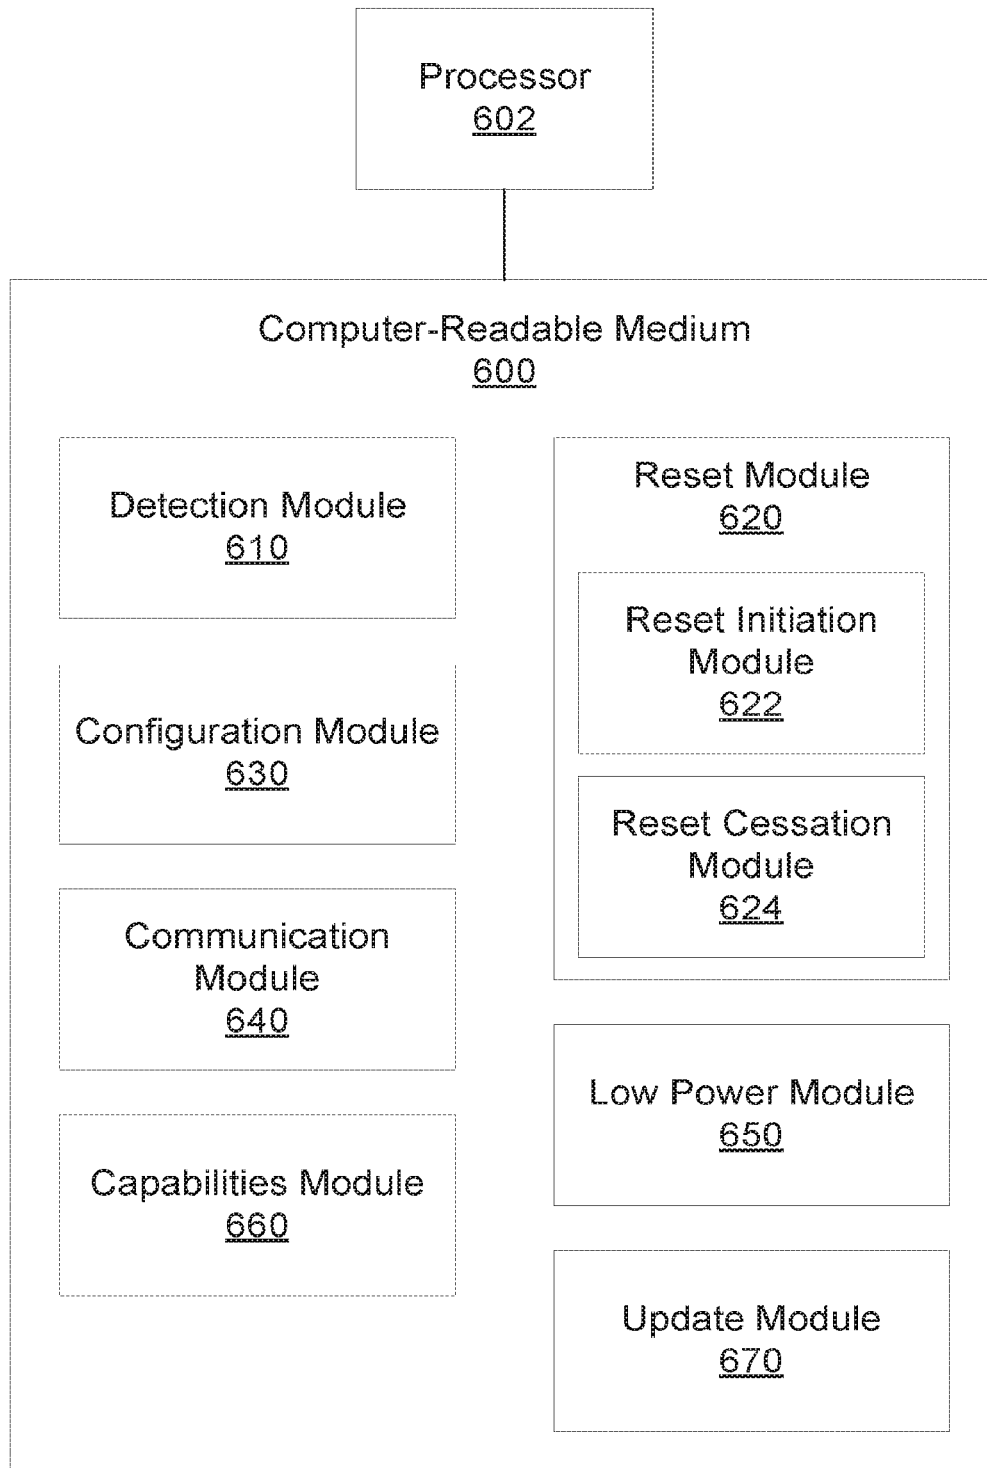 Processor
602
Computer-Readable Medium
600
Detection Module
610
Reset Module
620
Reset Initiation
Module
622
Configuration Module
630
Reset Cessation
Module
624
Communication
Module
640
Low Power Module
650
Capabilities Module
660
Update Module
670